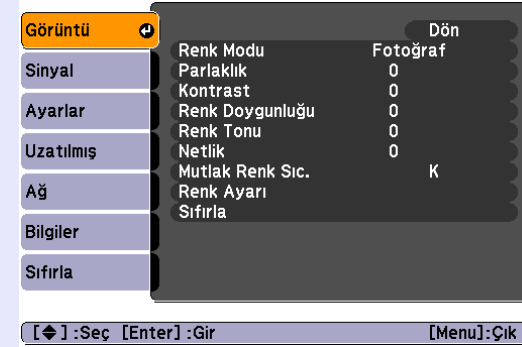 Görüntü
Sinyal
Ayarlar
Uzatılmış
Ağ
Bilgiler
Sıfırla
Dön
Renk Modu Fotoğraf
Parlaklık 0
Kontrast 0
Renk Doygunluğu 0
Renk Tonu 0
Netlik 0
Mutlak Renk Sıc. K
Renk Ayarı
Sıfırla
[◆] :Seç [Enter] :Gir [Menu]:Çık